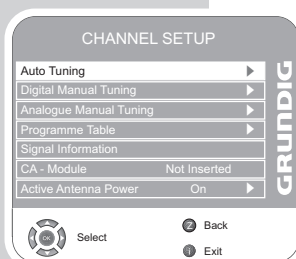 CHANNEL SETUP
Auto Tuning
Digital Manual Tuning
Analogue Manual Tuning
Programme Table
Signal Information
CA - Module Not Inserted
Active Antenna Power On
GRUNDIG
OK Select
Z Back
i Exit